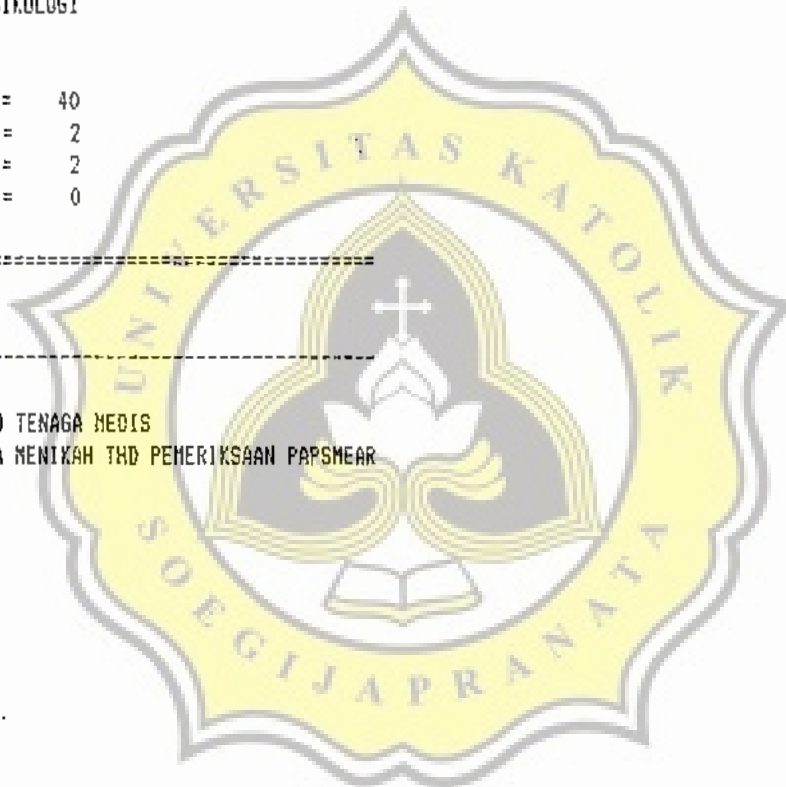 IKOLOGI
= 40
= 2
= 2
= 0
========================================
----------------------------------------
TENAGA MEDIS
MENIKAH THD PEMERIKSAAN PAPSMEAR
UNIVERSITAS KATOLIK
SOEGIJAPRANATA
.